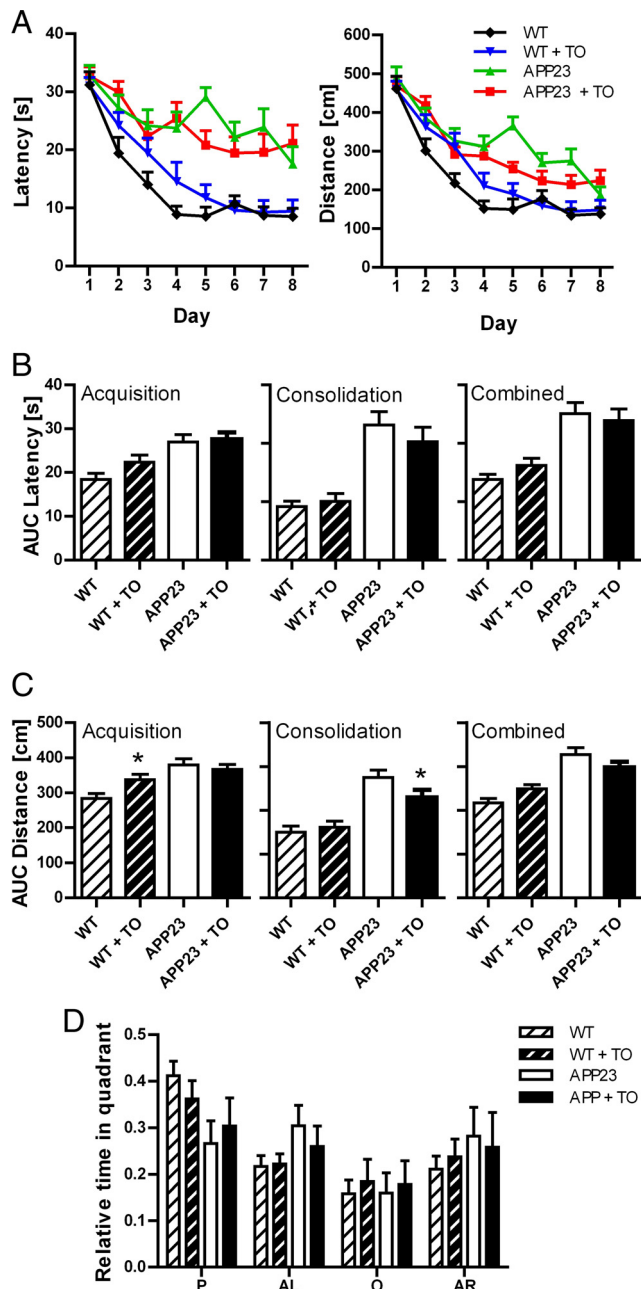 A
WT
WT + TO
APP23
APP23 + TO
Latency [s]
40
30
20
10
0
1 2 3 4 5 6 7 8
Day
Distance [cm]
600
500
400
300
200
100
0
1 2 3 4 5 6 7 8
Day
B
AUC Latency [s]
40
30
20
10
0
Acquisition
Consolidation
Combined
WT
WT + TO
APP23
APP23 + TO
WT
WT + TO
APP23
APP23 + TO
WT
WT + TO
APP23
APP23 + TO
C
AUC Distance [cm]
500
400
300
200
100
0
Acquisition
*
Consolidation
*
Combined
WT
WT + TO
APP23
APP23 + TO
WT
WT + TO
APP23
APP23 + TO
WT
WT + TO
APP23
APP23 + TO
D
Relative time in quadrant
0.5
0.4
0.3
0.2
0.1
0.0
WT
WT + TO
APP23
APP + TO
P AL O AR